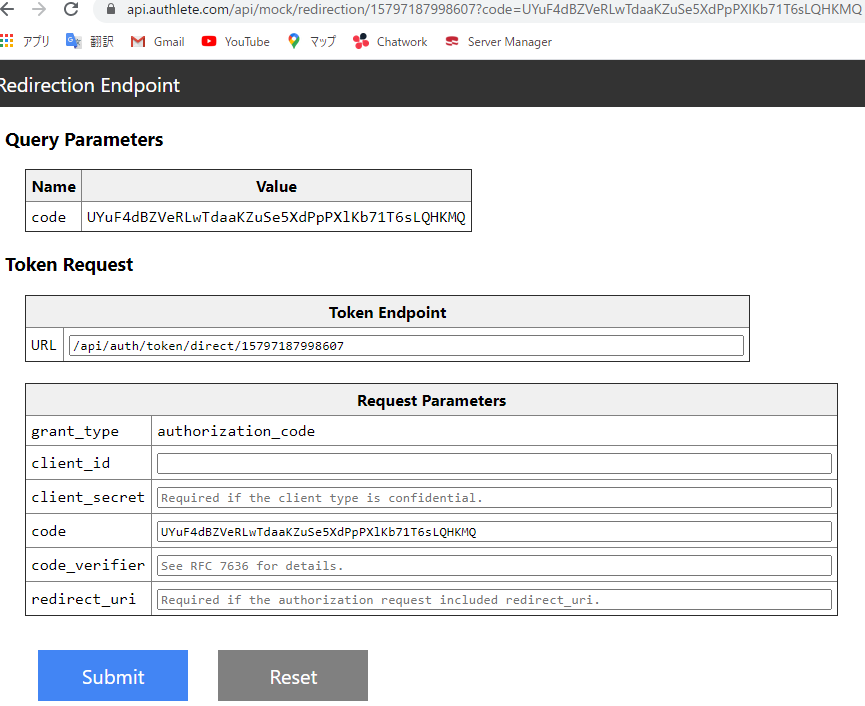 api.authlete.com/api/mock/redirection/15797187998607?code=UYuF4dBZVeRLwTdaaKZuSe5XdPpPXlKb71T6sLQHKMQ
アプリ 翻訳 Gmail YouTube マップ Chatwork Server Manager
Redirection Endpoint
Query Parameters
Name Value
code UYuF4dBZVeRLwTdaaKZuSe5XdPpPXlKb71T6sLQHKMQ
Token Request
Token Endpoint
URL /api/auth/token/direct/15797187998607
Request Parameters
grant_type authorization_code
client_id
client_secret Required if the client type is confidential.
code UYuF4dBZVeRLwTdaaKZuSe5XdPpPXlKb71T6sLQHKMQ
code_verifier See RFC 7636 for details.
redirect_uri Required if the authorization request included redirect_uri.
Submit Reset